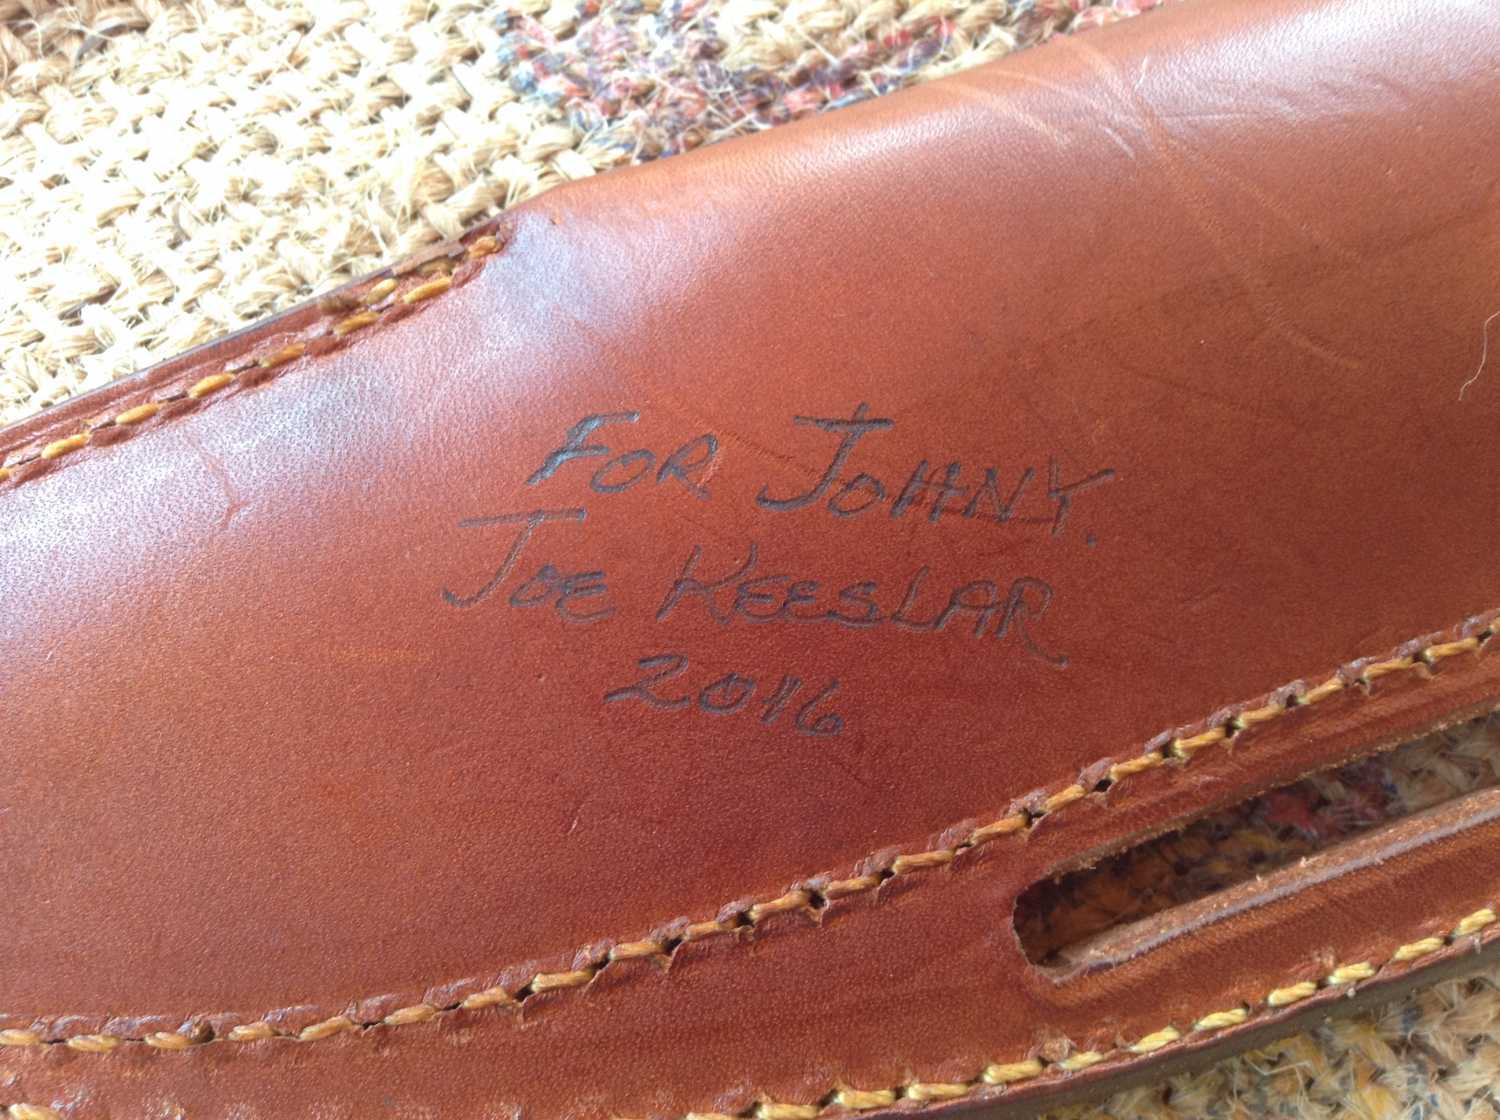 FOR JOHNY.
JOE KEESLAR
2016